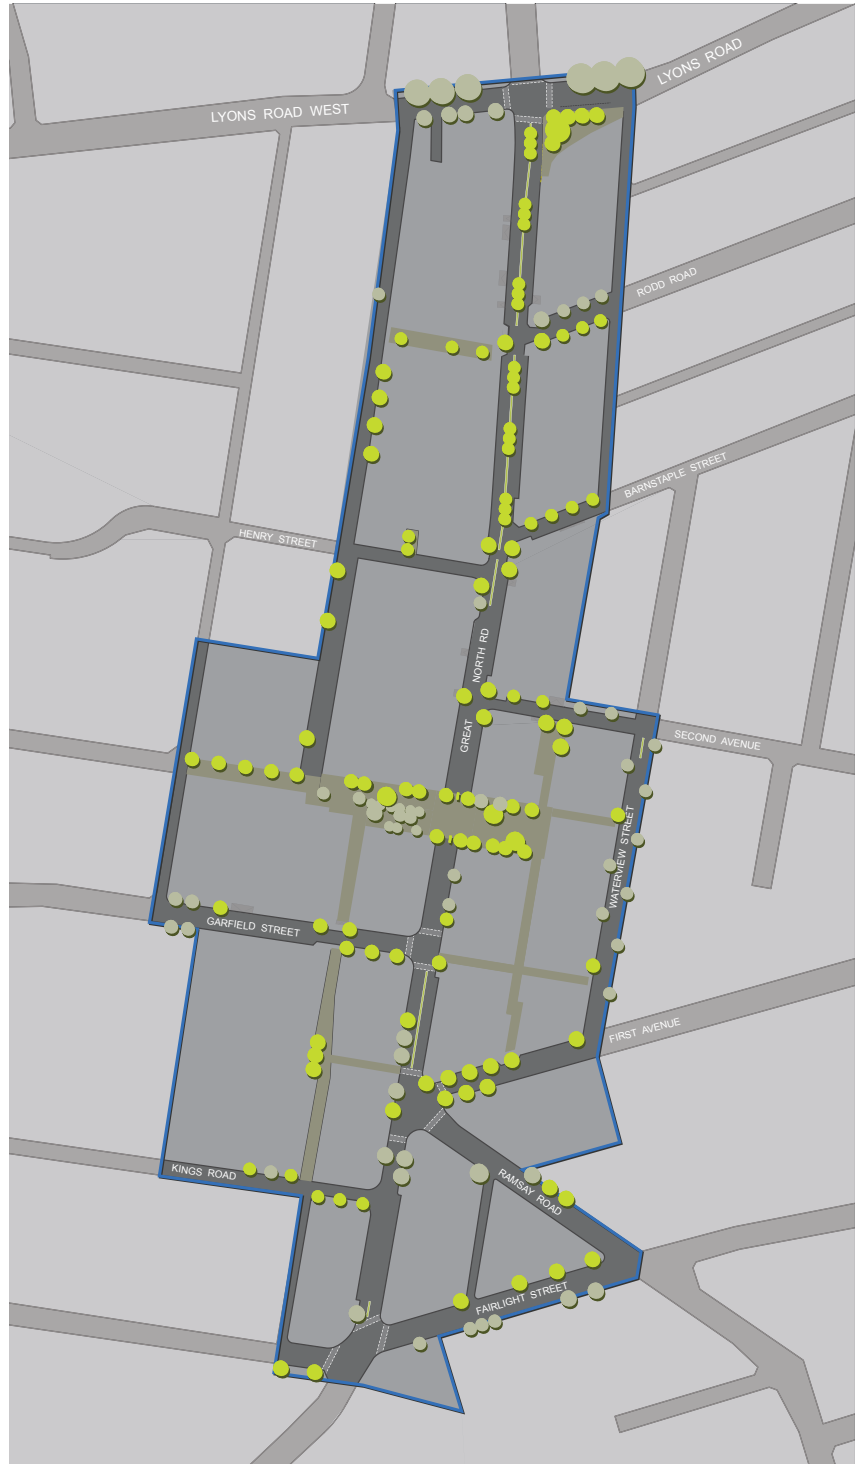 LYONS ROAD
LYONS ROAD WEST
RODD ROAD
BARNSTAPLE STREET
HENRY STREET
GREAT NORTH RD
SECOND AVENUE
WATERVIEW STREET
GARFIELD STREET
FIRST AVENUE
KINGS ROAD
RAMSAY ROAD
FAIRLIGHT STREET